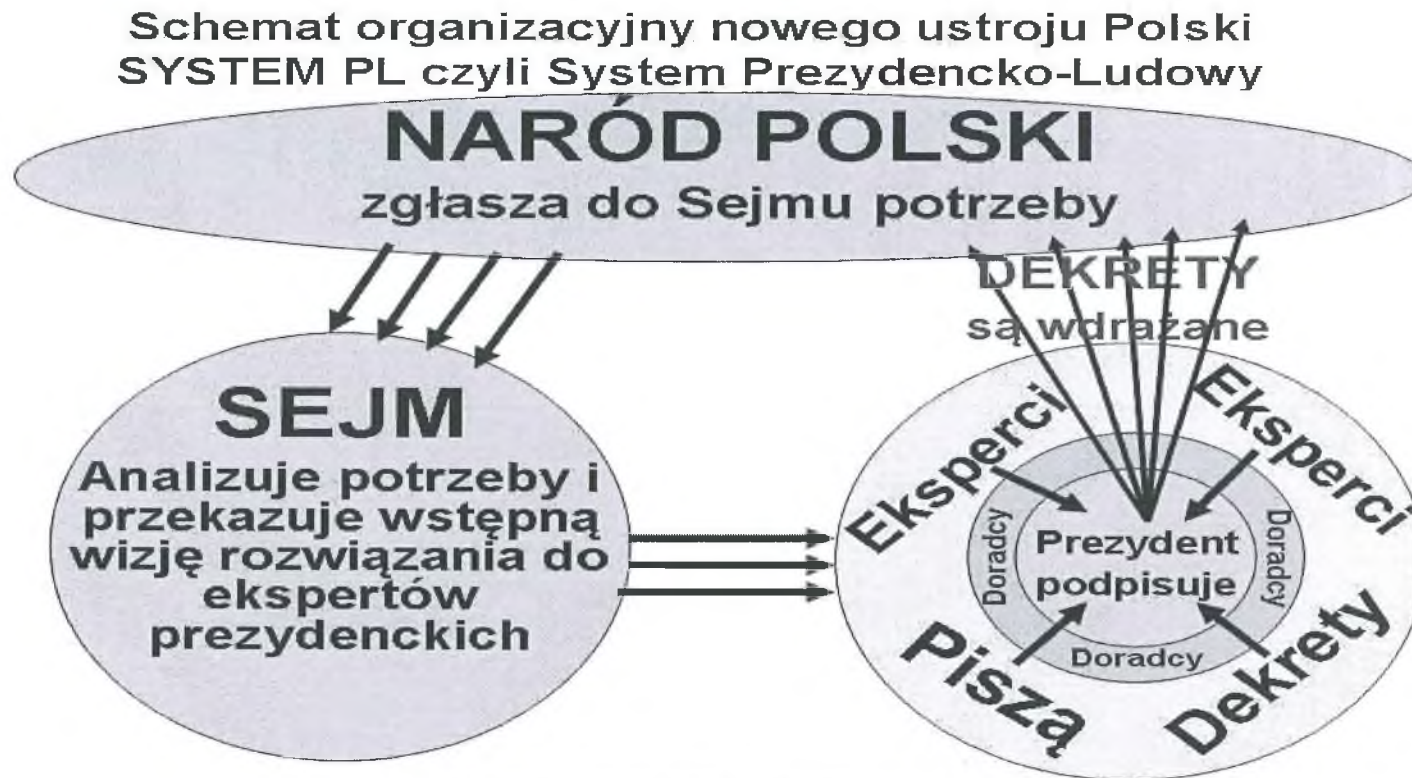 Schemat organizacyjny nowego ustroju Polski
SYSTEM PL czyli System Prezydencko-Ludowy
NARÓD POLSKI
zgłasza do Sejmu potrzeby
DEKRETY
są wdrażane
SEJM
Analizuje potrzeby i
przekazuje wstępną
wizję rozwiązania do
ekspertów
prezydenckich
Eksperci
Eksperci
Doradcy
Prezydent
podpisuje
Doradcy
Doradcy
Piszą
Dekrety